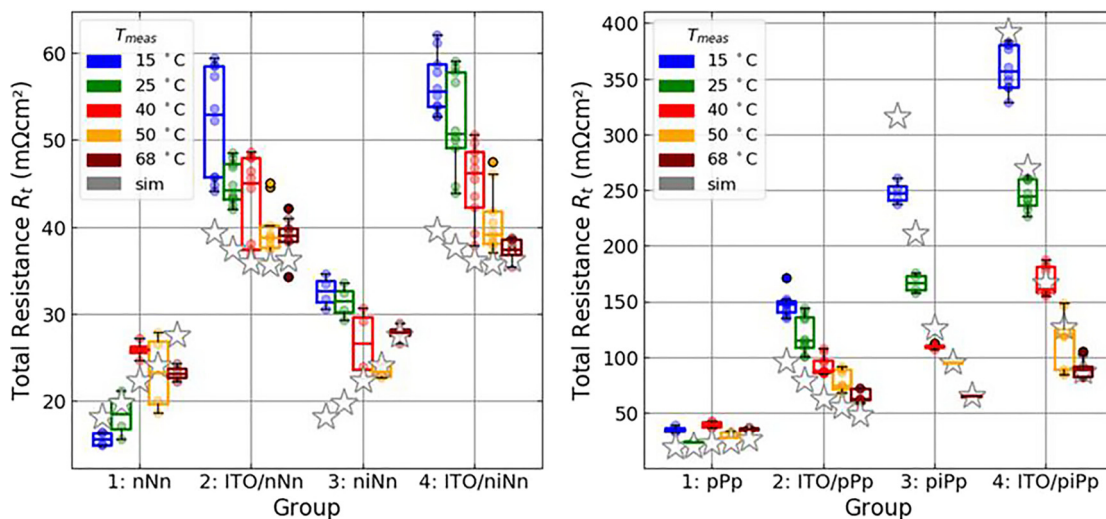 60
50
40
30
20
Total Resistance Rₜ (mΩcm²)
T_meas
15 °C
25 °C
40 °C
50 °C
68 °C
sim
1: nNn 2: ITO/nNn 3: niNn 4: ITO/niNn
Group
400
350
300
250
200
150
100
50
Total Resistance Rₜ (mΩcm²)
T_meas
15 °C
25 °C
40 °C
50 °C
68 °C
sim
1: pPp 2: ITO/pPp 3: piPp 4: ITO/piPp
Group